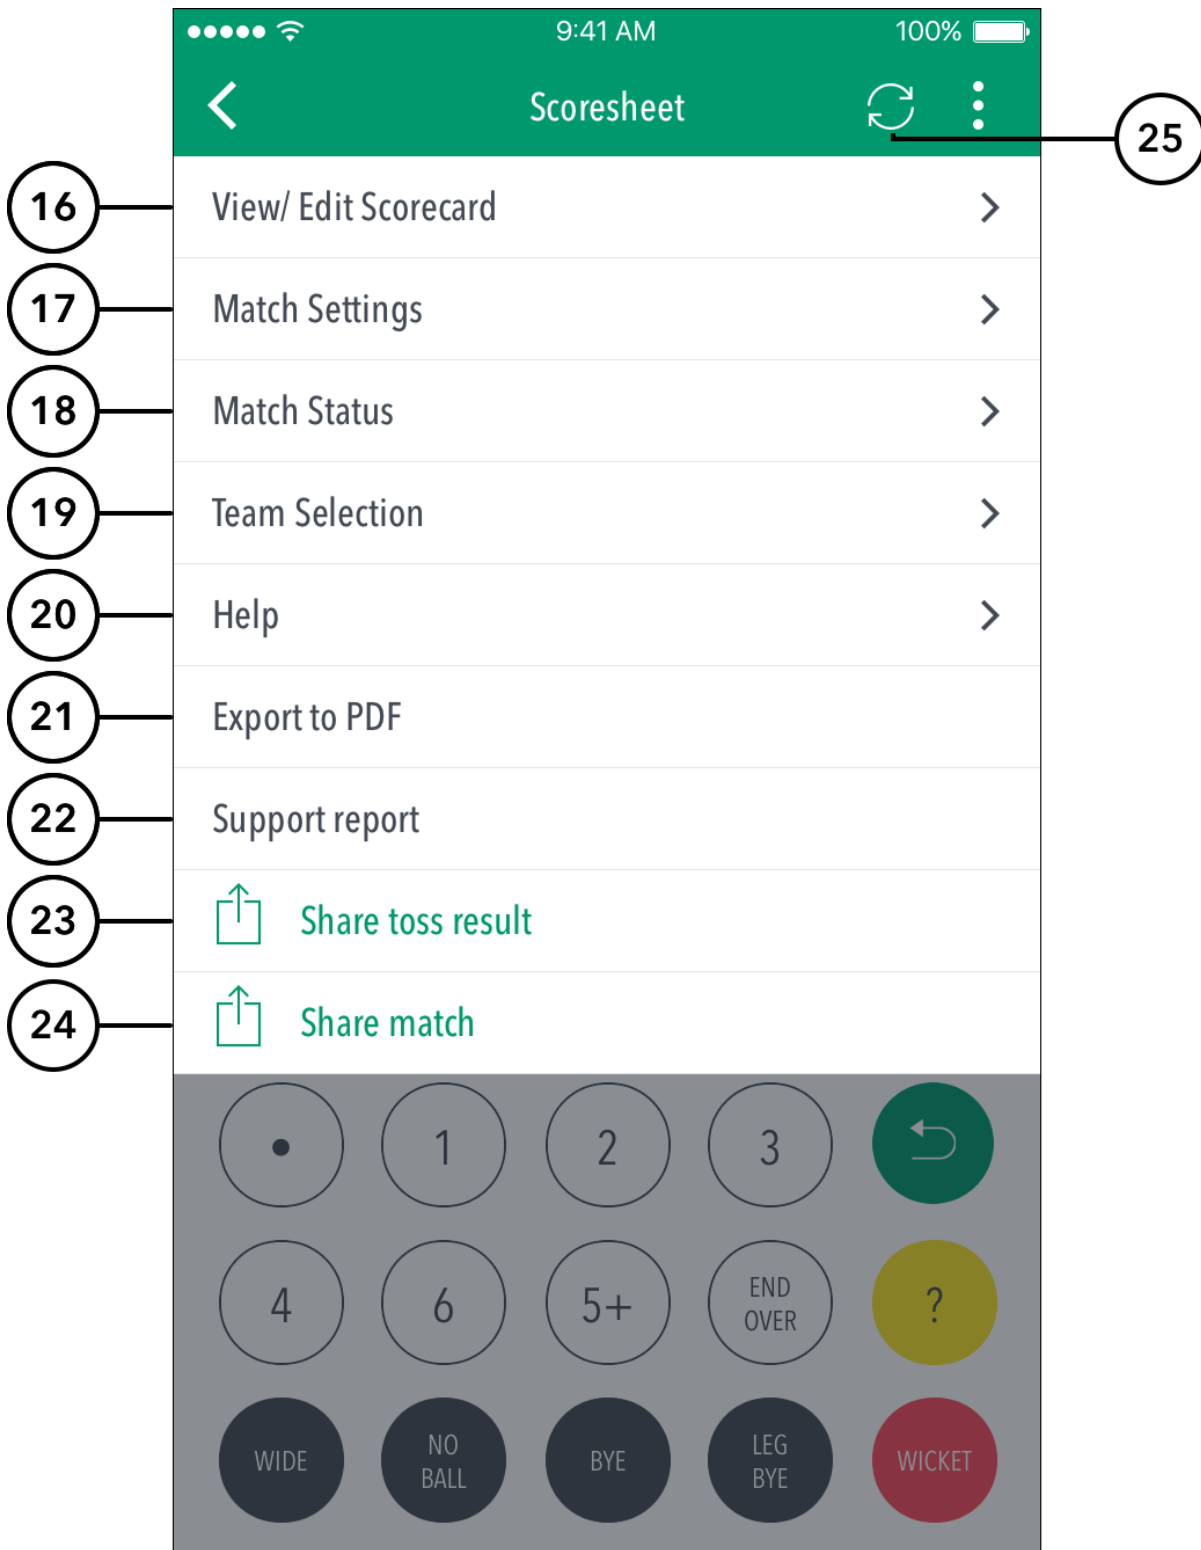 9:41 AM 100%
Scoresheet
25
16 View/ Edit Scorecard
17 Match Settings
18 Match Status
19 Team Selection
20 Help
21 Export to PDF
22 Support report
23 Share toss result
24 Share match
1 2 3
4 6 5+ END OVER ?
WIDE NO BALL BYE LEG BYE WICKET